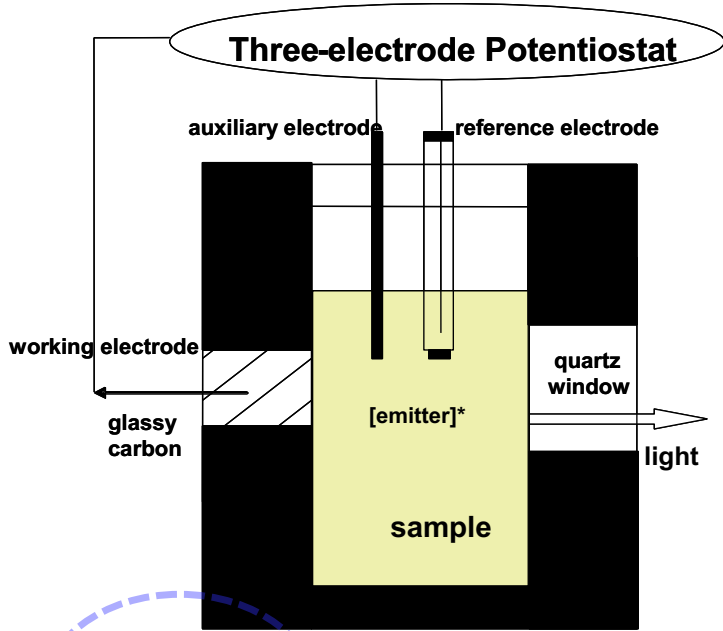 Three-electrode Potentiostat
auxiliary electrode
reference electrode
working electrode
quartz
window
glassy
carbon
[emitter]*
light
sample